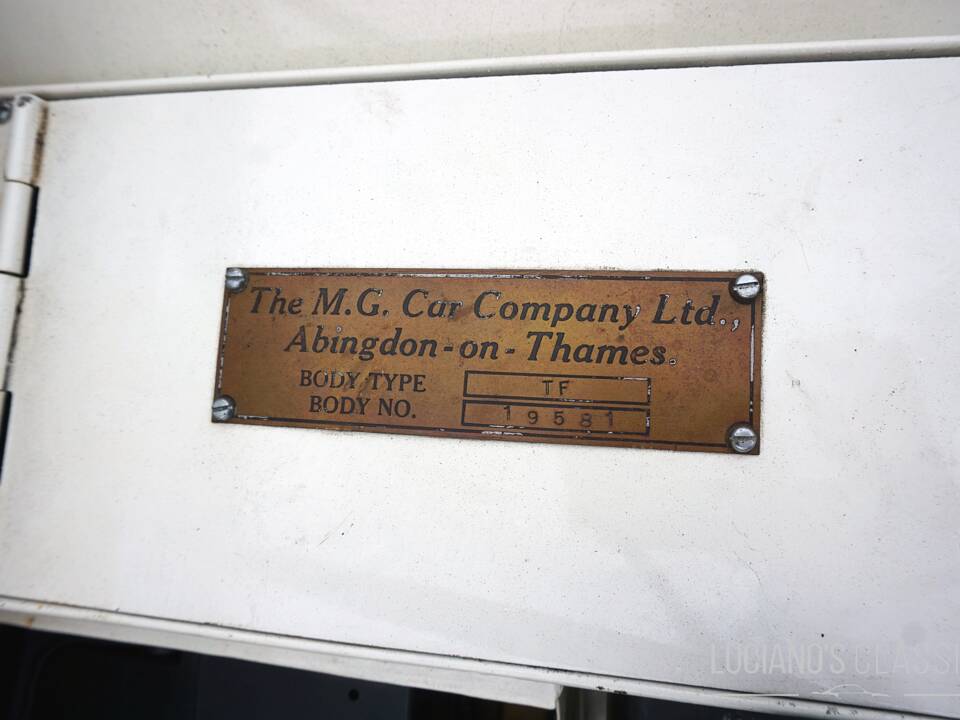 The M.G. Car Company Ltd.,
Abingdon-on-Thames.
BODY TYPE TF
BODY NO. 19581
LUCIANO'S CLASSI